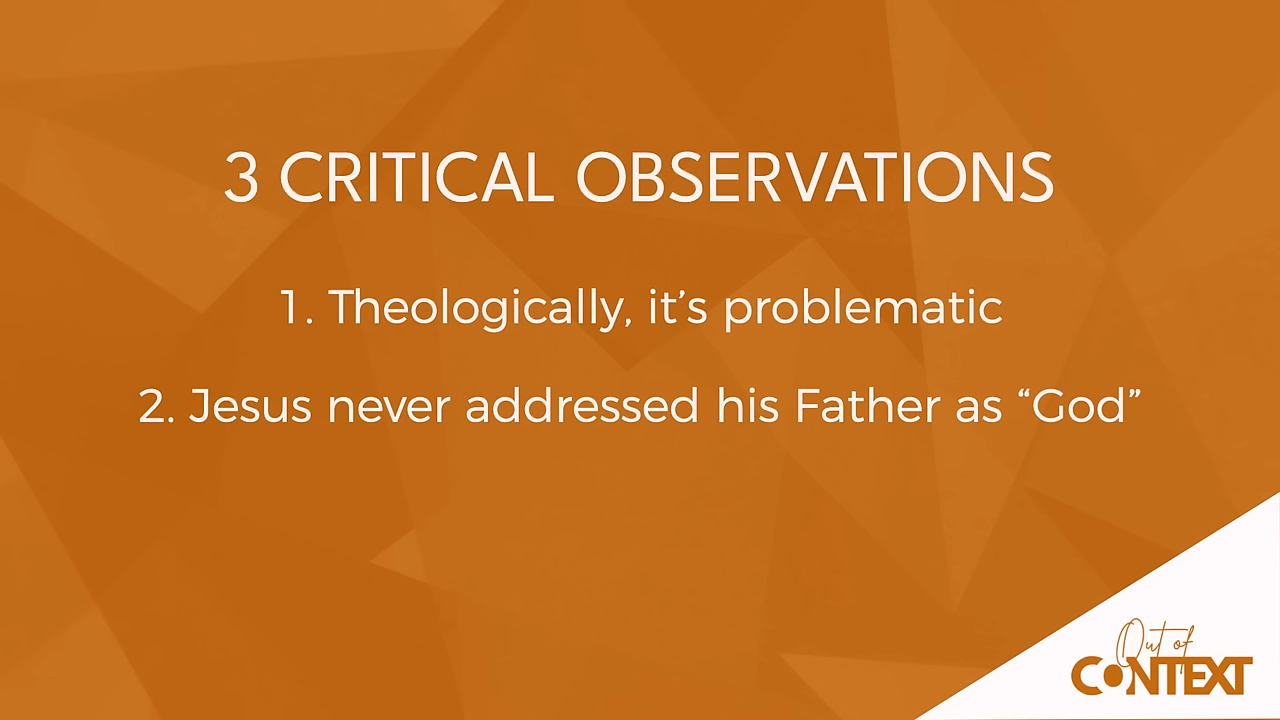 3 CRITICAL OBSERVATIONS
1. Theologically, it’s problematic
2. Jesus never addressed his Father as “God”
Out of
CONTEXT